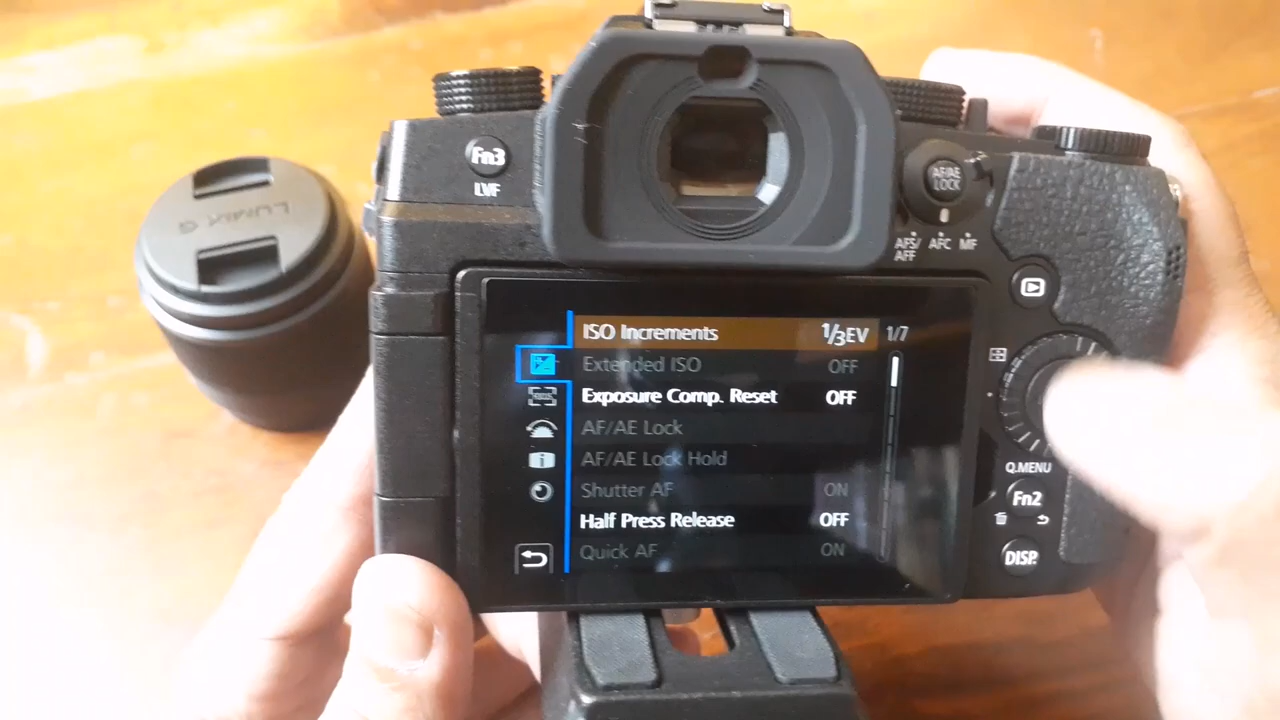 Fn3
LVF
AF/AE
LOCK
AFS/
AFF
AFC
MF
LUMIX G
ISO Increments 1/3EV 1/7
Extended ISO OFF
Exposure Comp. Reset OFF
AF/AE Lock
AF/AE Lock Hold
Shutter AF ON
Half Press Release OFF
Quick AF ON
Q.MENU
Fn2
DISP.